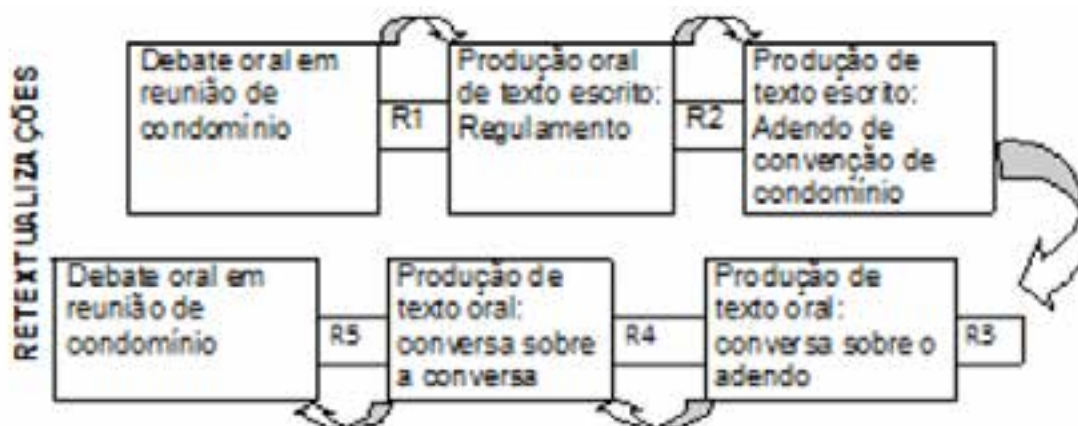 RETEXTUALIZAÇÕES
Debate oral em
reunião de
condomínio
R1
Produção oral
de texto escrito:
Regulamento
R2
Produção de
texto escrito:
Adendo de
convenção de
condomínio
R3
Produção de
texto oral:
conversa sobre o
adendo
R4
Produção de
texto oral:
conversa sobre
a conversa
R5
Debate oral em
reunião de
condomínio